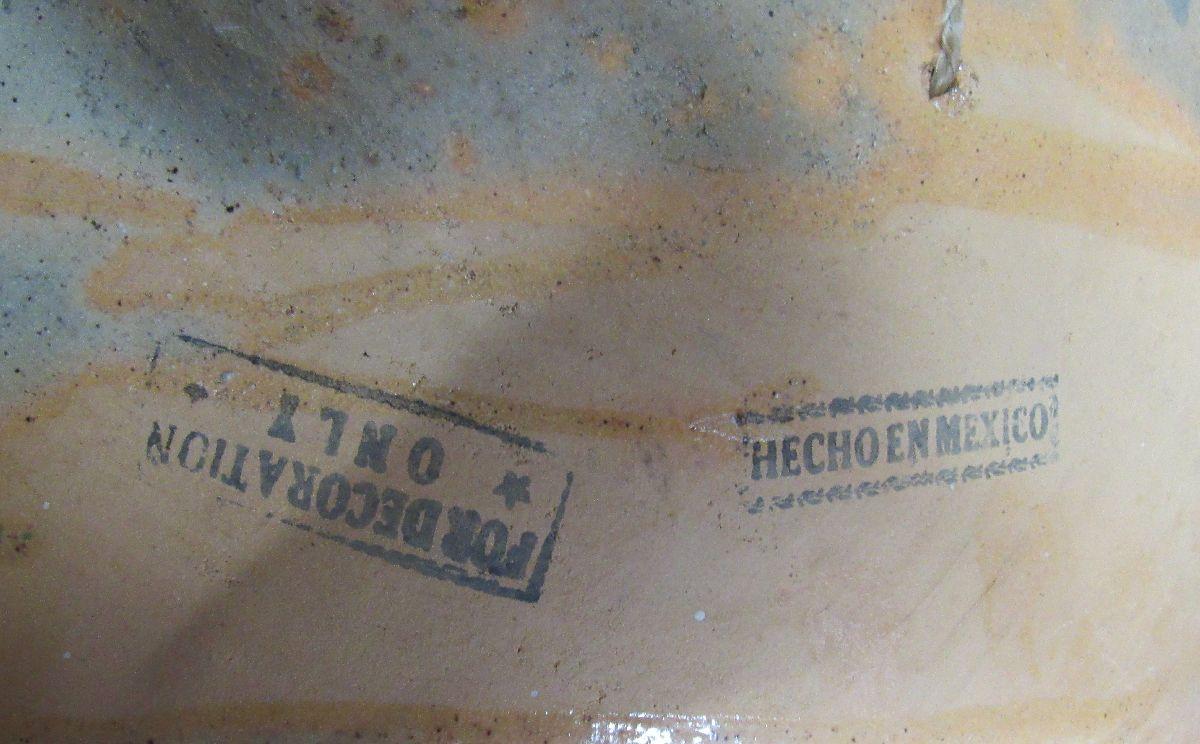 FOR DECORATION
★ ONLY ★
HECHO EN MEXICO